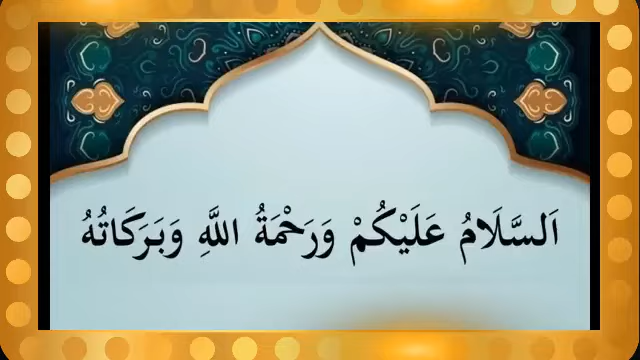 اَلسَّلَامُ عَلَيْكُمْ وَرَحْمَةُ اللَّهِ وَبَرَكَاتُهُ